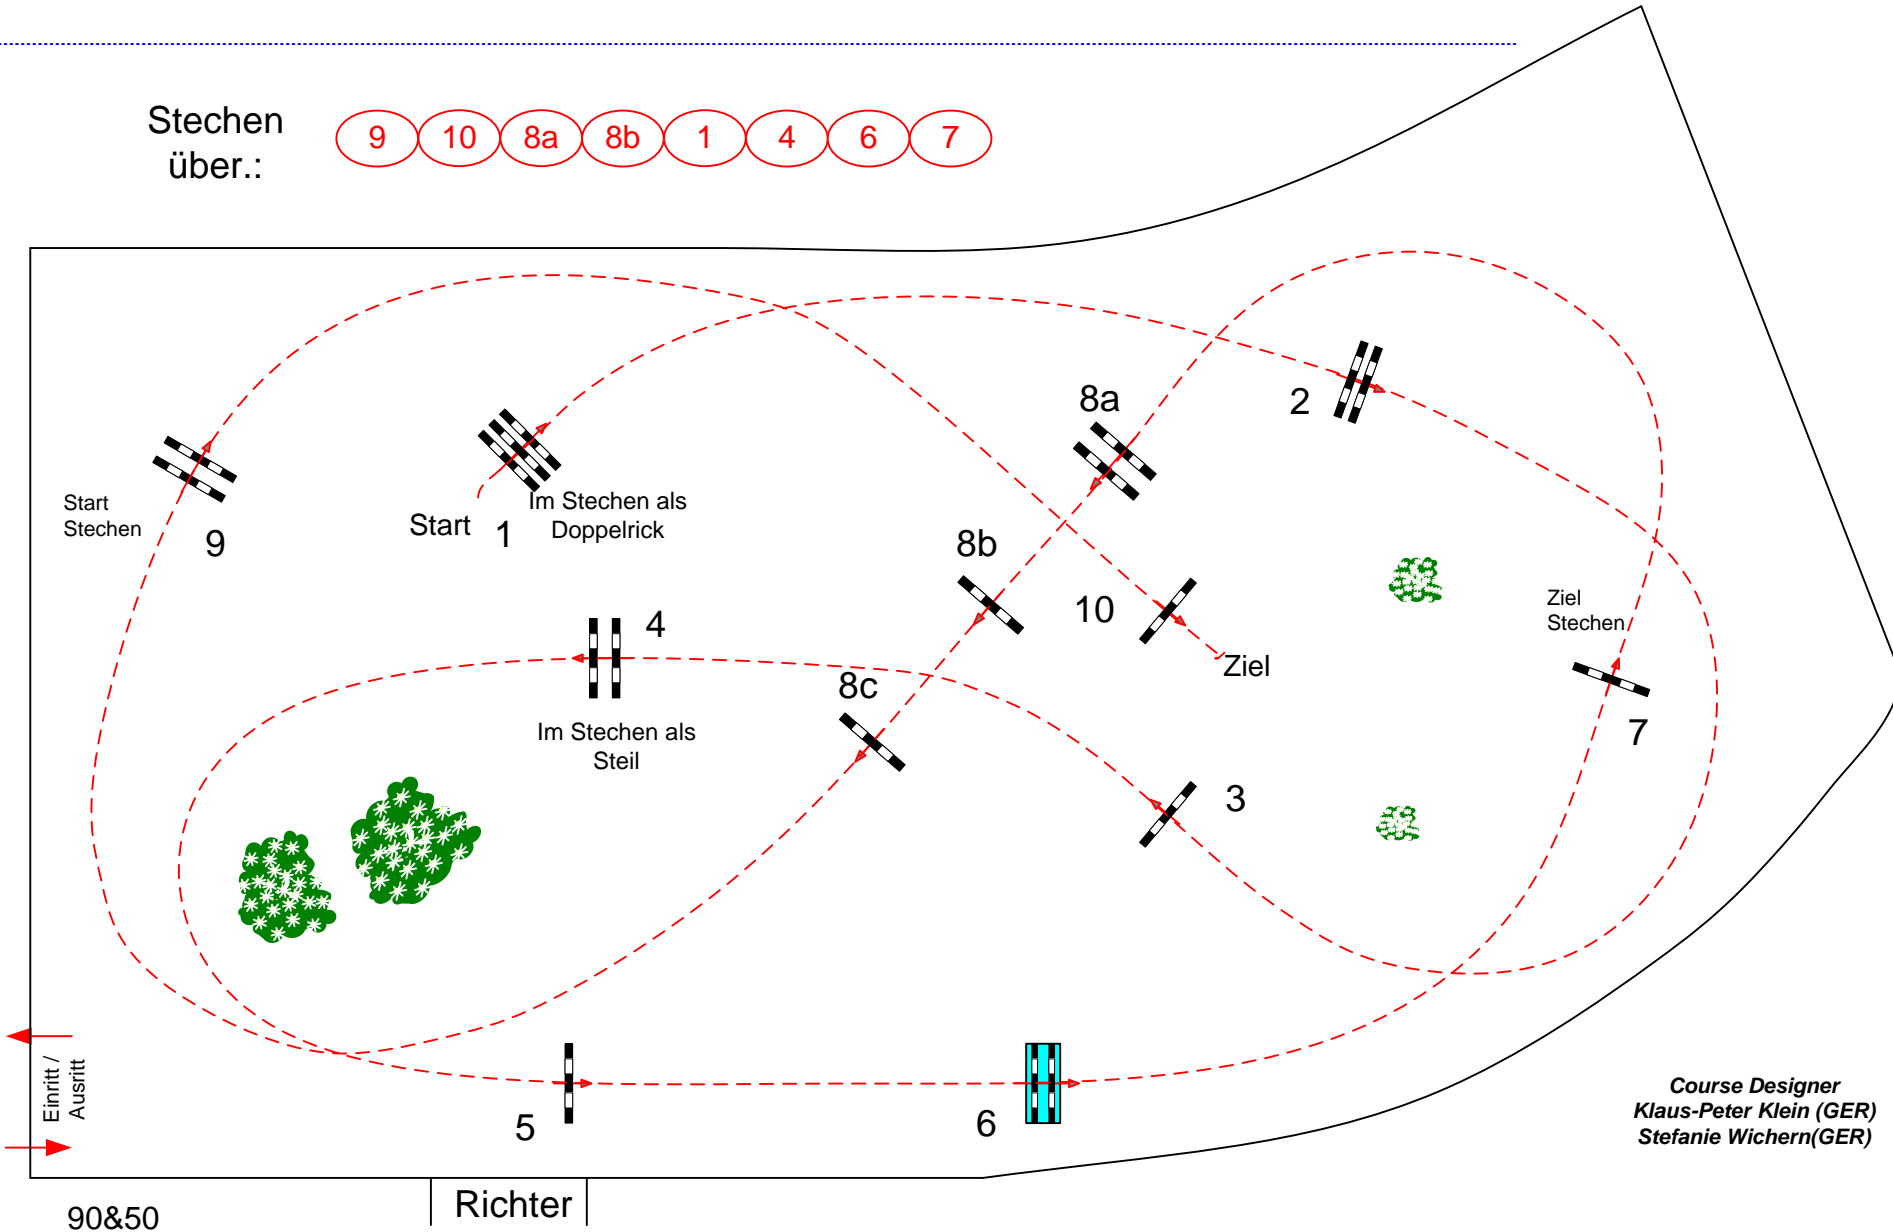 Stechen
über.:
9 10 8a 8b 1 4 6 7
8a
2
Start
Stechen
9
Start
1
Im Stechen als
Doppelrick
8b
10
Ziel
Stechen
4
Ziel
8c
Im Stechen als
Steil
7
3
Einritt /
Ausritt
5
6
Course Designer
Klaus-Peter Klein (GER)
Stefanie Wichern(GER)
Richter
90&50